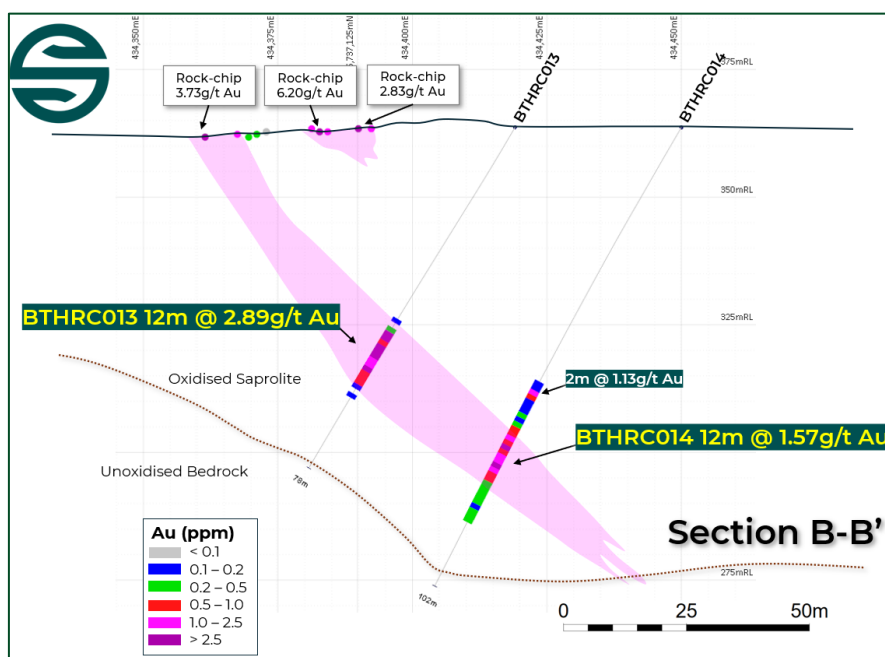 434,350mE
434,375mE
5,737,125mN
434,400mE
434,425mE
434,450mE
375mRL
Rock-chip
3.73g/t Au
Rock-chip
6.20g/t Au
Rock-chip
2.83g/t Au
BTHRC013
BTHRC014
350mRL
325mRL
BTHRC013 12m @ 2.89g/t Au
Oxidised Saprolite
2m @ 1.13g/t Au
BTHRC014 12m @ 1.57g/t Au
Unoxidised Bedrock
78m
Section B-B’
275mRL
102m
Au (ppm)
< 0.1
0.1 – 0.2
0.2 – 0.5
0.5 – 1.0
1.0 - 2.5
> 2.5
0 25 50m